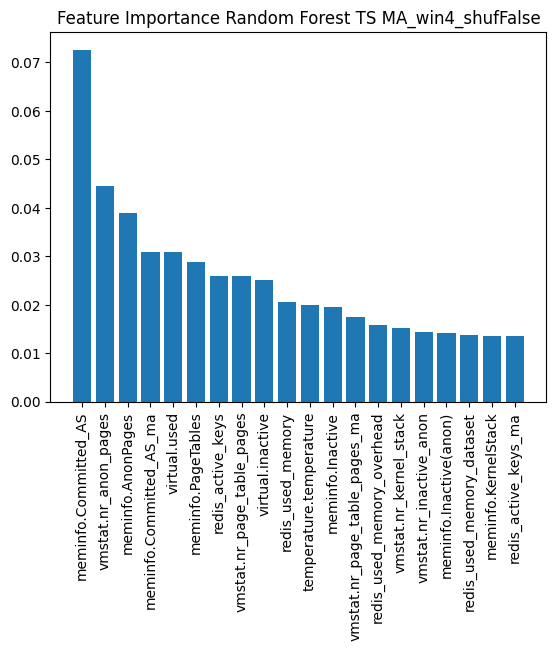 Feature Importance Random Forest TS MA_win4_shufFalse
0.07
0.06
0.05
0.04
0.03
0.02
0.01
0.00
meminfo.Committed_AS
vmstat.nr_anon_pages
meminfo.AnonPages
meminfo.Committed_AS_ma
virtual.used
meminfo.PageTables
redis_active_keys
vmstat.nr_page_table_pages
virtual.inactive
redis_used_memory
temperature.temperature
meminfo.Inactive
vmstat.nr_page_table_pages_ma
redis_used_memory_overhead
vmstat.nr_kernel_stack
vmstat.nr_inactive_anon
meminfo.Inactive(anon)
redis_used_memory_dataset
meminfo.KernelStack
redis_active_keys_ma